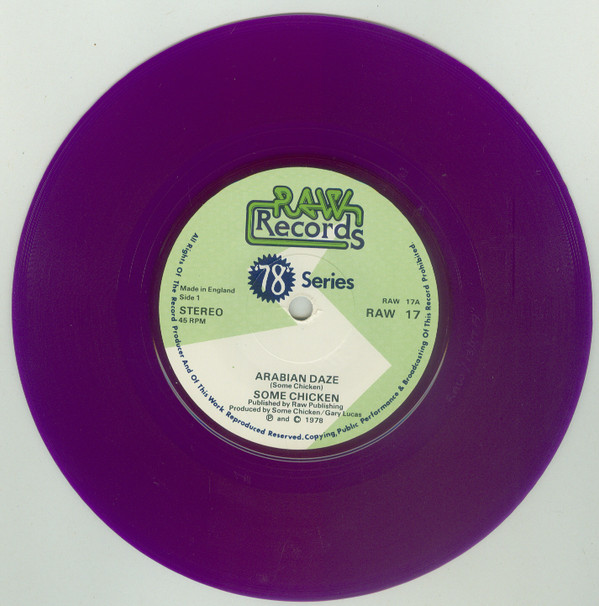 RAW
Records
'78' Series
Made in England
Side 1
STEREO
45 RPM
RAW 17A
RAW 17
ARABIAN DAZE
(Some Chicken)
SOME CHICKEN
Published by Raw Publishing
Produced by Some Chicken/Gary Lucas
℗ and © 1978
All Rights Of The Record Producer And Of This Work Reproduced Reserved. Copying, Public Performance & Broadcasting Of This Record Prohibited.